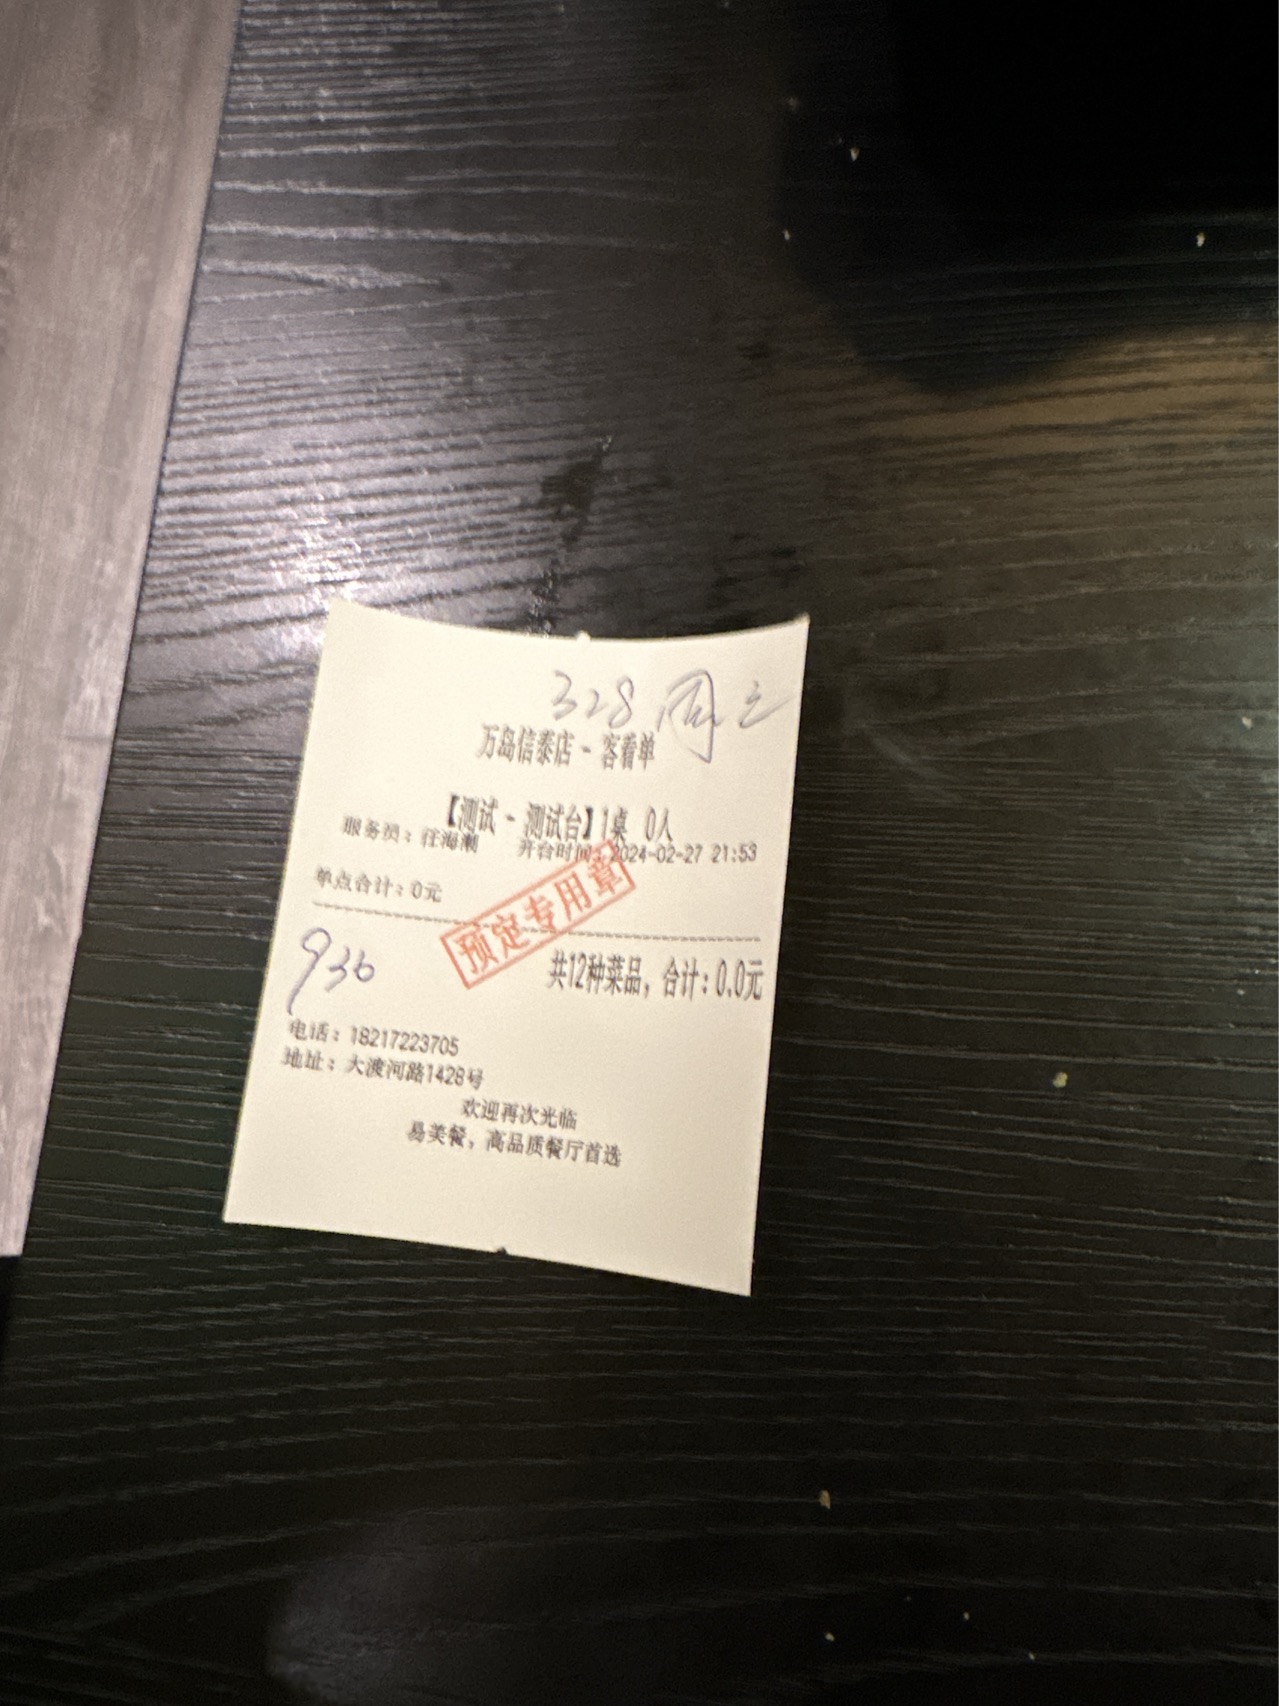 328 周
万岛信泰店 - 客看单
【测试 - 测试台】1桌 0人
服务员：汪海潮 开台时间：2024-02-27 21:53
单点合计：0元
预定专用章
936
共12种菜品，合计：0.0元
电话：18217223705
地址：大渡河路1428号
欢迎再次光临
易美餐，高品质餐厅首选